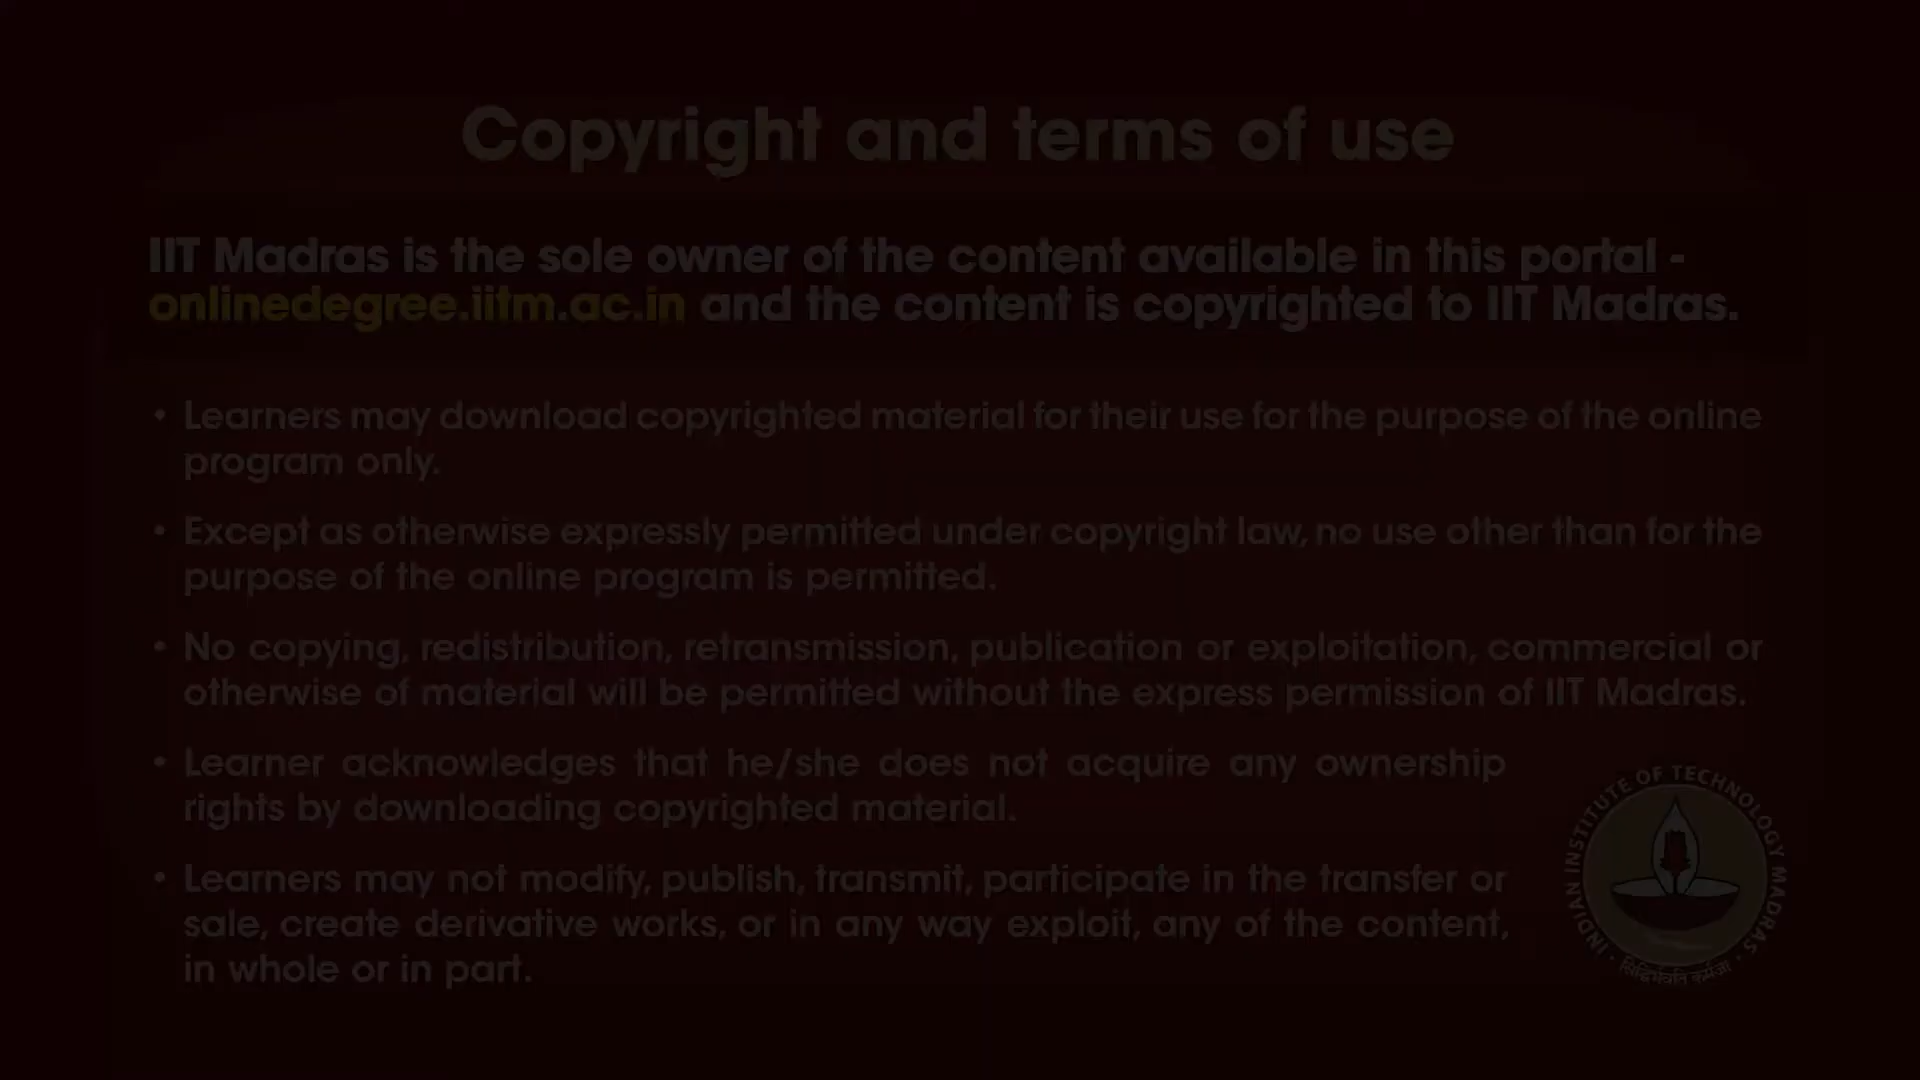 Copyright and terms of use
IIT Madras is the sole owner of the content available in this portal -
onlinedegree.iitm.ac.in and the content is copyrighted to IIT Madras.
• Learners may download copyrighted material for their use for the purpose of the online
program only.
• Except as otherwise expressly permitted under copyright law, no use other than for the
purpose of the online program is permitted.
• No copying, redistribution, retransmission, publication or exploitation, commercial or
otherwise of material will be permitted without the express permission of IIT Madras.
• Learner acknowledges that he/she does not acquire any ownership
rights by downloading copyrighted material.
• Learners may not modify, publish, transmit, participate in the transfer or
sale, create derivative works, or in any way exploit, any of the content,
in whole or in part.
INDIAN INSTITUTE OF TECHNOLOGY MADRAS
सिद्धिर्भवति कर्मजा